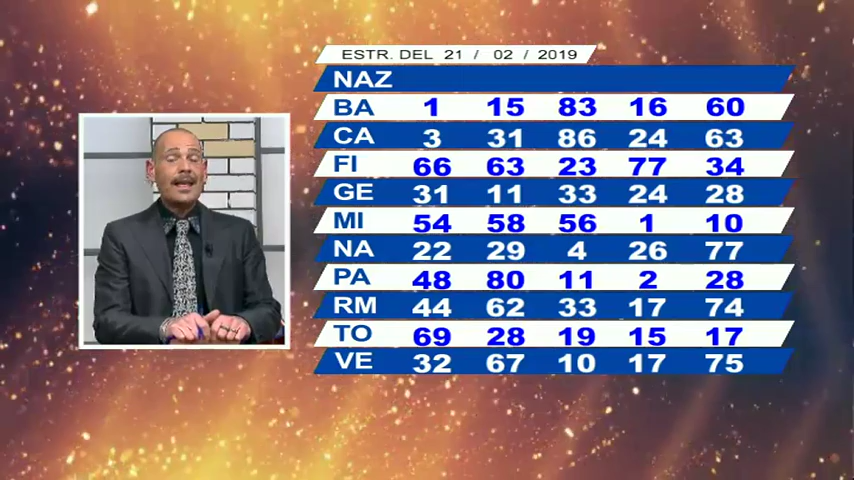 ESTR. DEL 21 / 02 / 2019
NAZ
BA 1 15 83 16 60
CA 3 31 86 24 63
FI 66 63 23 77 34
GE 31 11 33 24 28
MI 54 58 56 1 10
NA 22 29 4 26 77
PA 48 80 11 2 28
RM 44 62 33 17 74
TO 69 28 19 15 17
VE 32 67 10 17 75